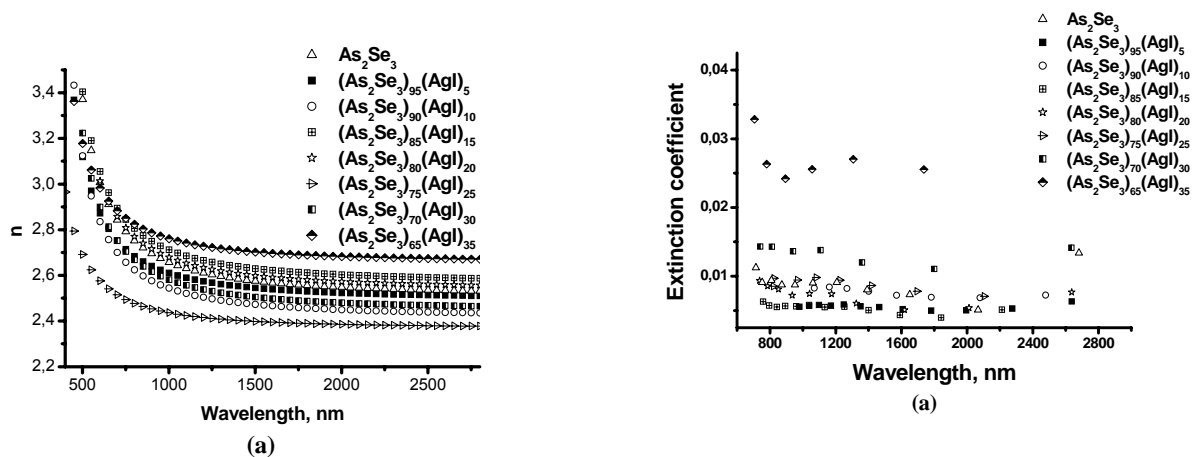 As₂Se₃
(As₂Se₃)₉₅(AgI)₅
(As₂Se₃)₉₀(AgI)₁₀
(As₂Se₃)₈₅(AgI)₁₅
(As₂Se₃)₈₀(AgI)₂₀
(As₂Se₃)₇₅(AgI)₂₅
(As₂Se₃)₇₀(AgI)₃₀
(As₂Se₃)₆₅(AgI)₃₅
n
3,4
3,2
3,0
2,8
2,6
2,4
2,2
500 1000 1500 2000 2500
Wavelength, nm
(a)
As₂Se₃
(As₂Se₃)₉₅(AgI)₅
(As₂Se₃)₉₀(AgI)₁₀
(As₂Se₃)₈₅(AgI)₁₅
(As₂Se₃)₈₀(AgI)₂₀
(As₂Se₃)₇₅(AgI)₂₅
(As₂Se₃)₇₀(AgI)₃₀
(As₂Se₃)₆₅(AgI)₃₅
Extinction coefficient
0,04
0,03
0,02
0,01
800 1200 1600 2000 2400 2800
Wavelength, nm
(a)